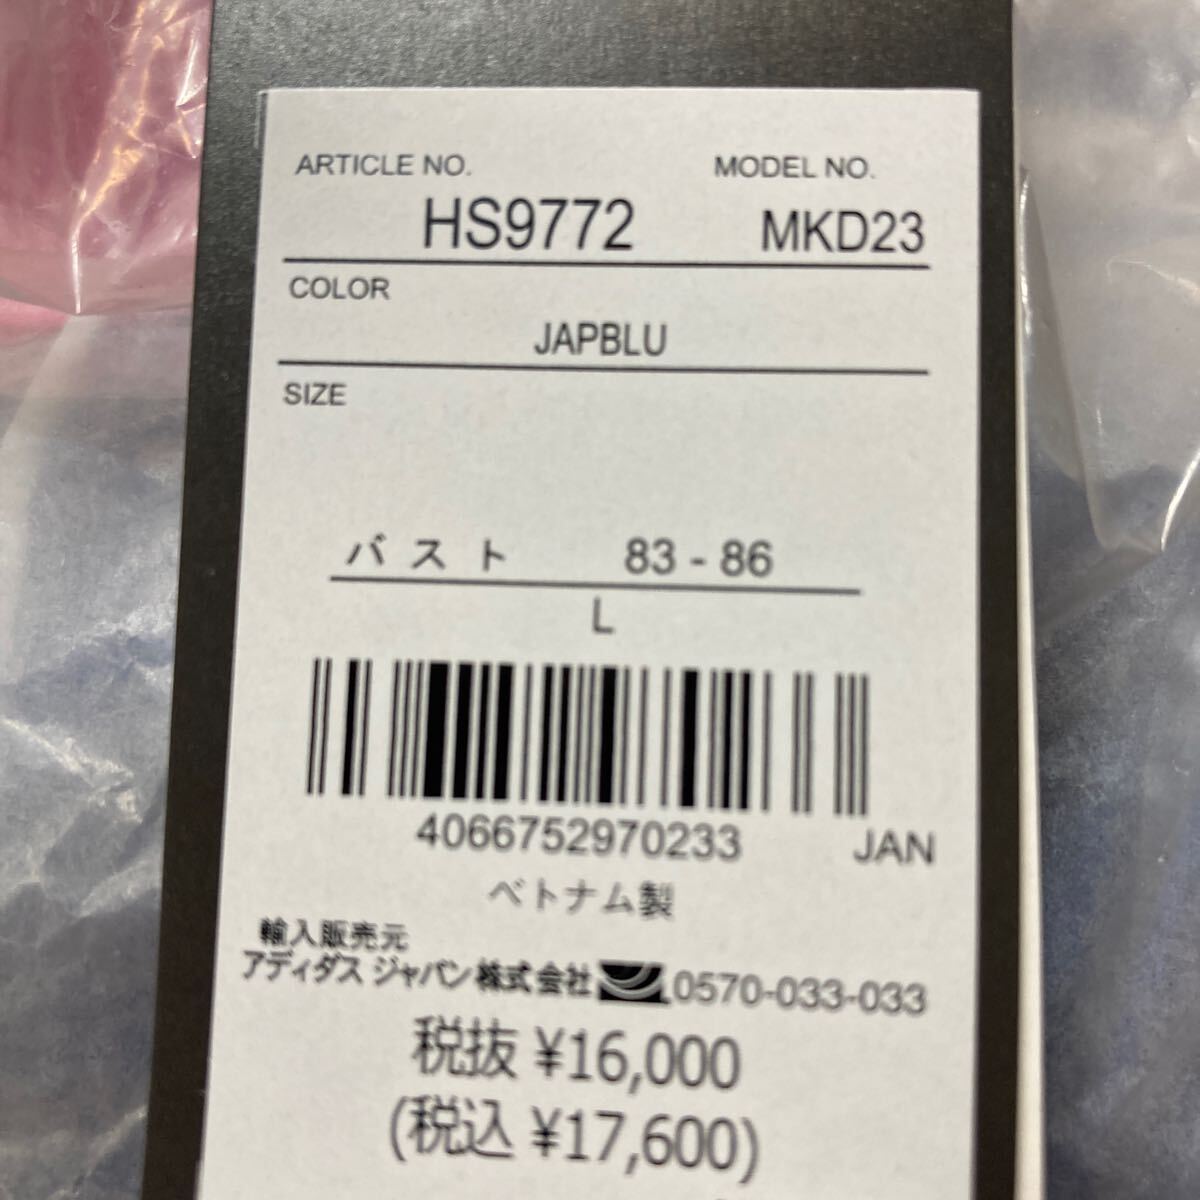 ARTICLE NO. MODEL NO.
HS9772 MKD23
COLOR
JAPBLU
SIZE
バスト 83 - 86
L
4066752970233 JAN
ベトナム製
輸入販売元
アディダス ジャパン株式会社 0570-033-033
税抜 ¥16,000
(税込 ¥17,600)